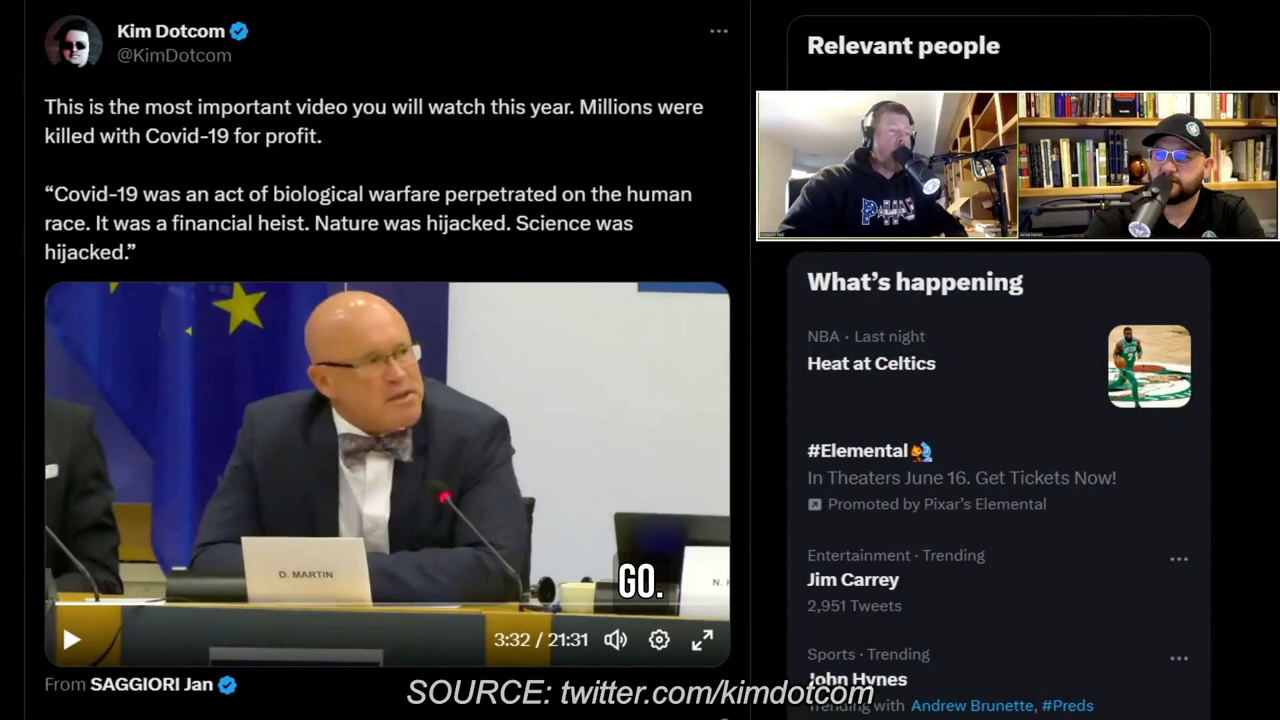 Kim Dotcom
@KimDotcom
This is the most important video you will watch this year. Millions were
killed with Covid-19 for profit.
“Covid-19 was an act of biological warfare perpetrated on the human
race. It was a financial heist. Nature was hijacked. Science was
hijacked.”
D. MARTIN
GO.
3:32 / 21:31
From SAGGIORI Jan
SOURCE: twitter.com/kimdotcom
Relevant people
What’s happening
NBA · Last night
Heat at Celtics
#Elemental
In Theaters June 16. Get Tickets Now!
Promoted by Pixar’s Elemental
Entertainment · Trending
Jim Carrey
2,951 Tweets
Sports · Trending
John Hynes
Trending with Andrew Brunette, #Preds